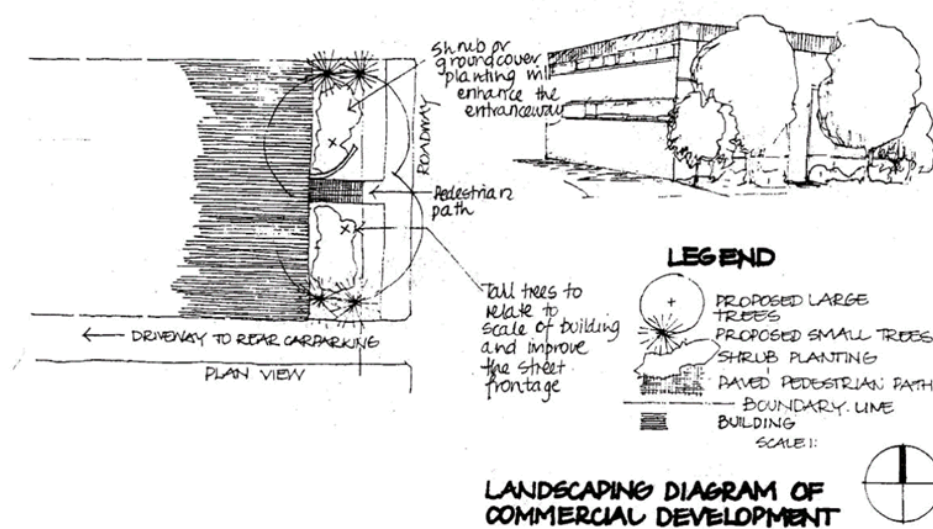 Shrub or
groundcover
planting will
enhance the
entranceway
ROADWAY
Pedestrian
path
Tall trees to
relate to
scale of building
and improve
the street
frontage
← DRIVEWAY TO REAR CARPARKING
PLAN VIEW
LEGEND
PROPOSED LARGE
TREES
PROPOSED SMALL TREES
SHRUB PLANTING
PAVED PEDESTRIAN PATH
BOUNDARY LINE
BUILDING
SCALE 1:
LANDSCAPING DIAGRAM OF
COMMERCIAL DEVELOPMENT